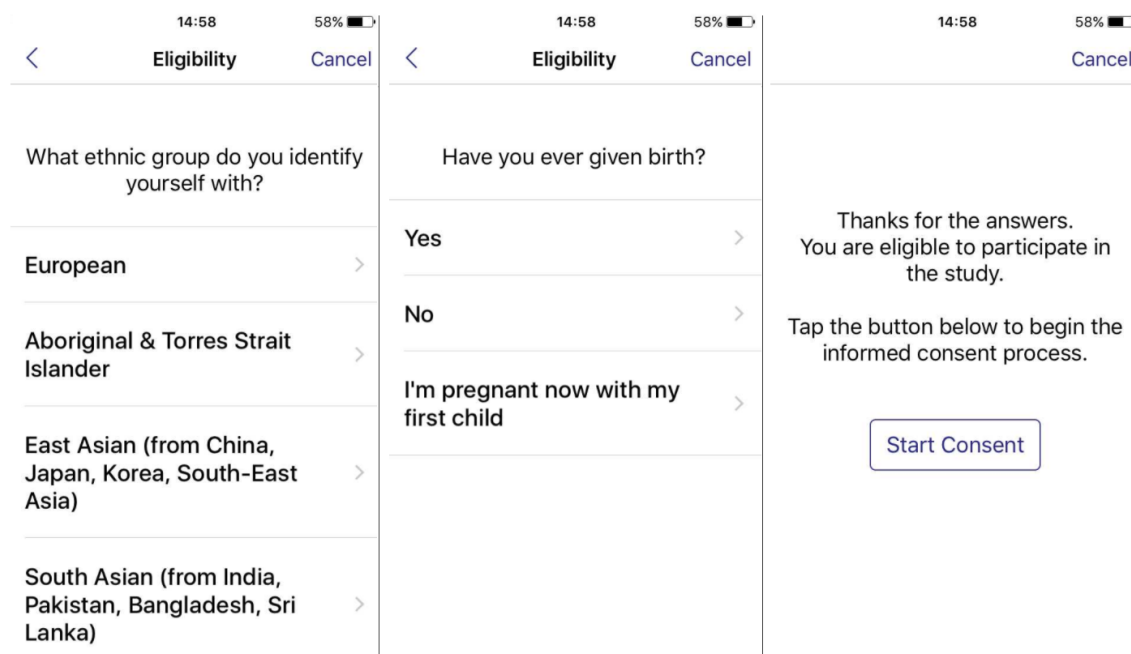 14:58
58%
Eligibility
Cancel
What ethnic group do you identify
yourself with?
European
Aboriginal & Torres Strait
Islander
East Asian (from China,
Japan, Korea, South-East
Asia)
South Asian (from India,
Pakistan, Bangladesh, Sri
Lanka)
14:58
58%
Eligibility
Cancel
Have you ever given birth?
Yes
No
I'm pregnant now with my
first child
14:58
58%
Cancel
Thanks for the answers.
You are eligible to participate in
the study.
Tap the button below to begin the
informed consent process.
Start Consent